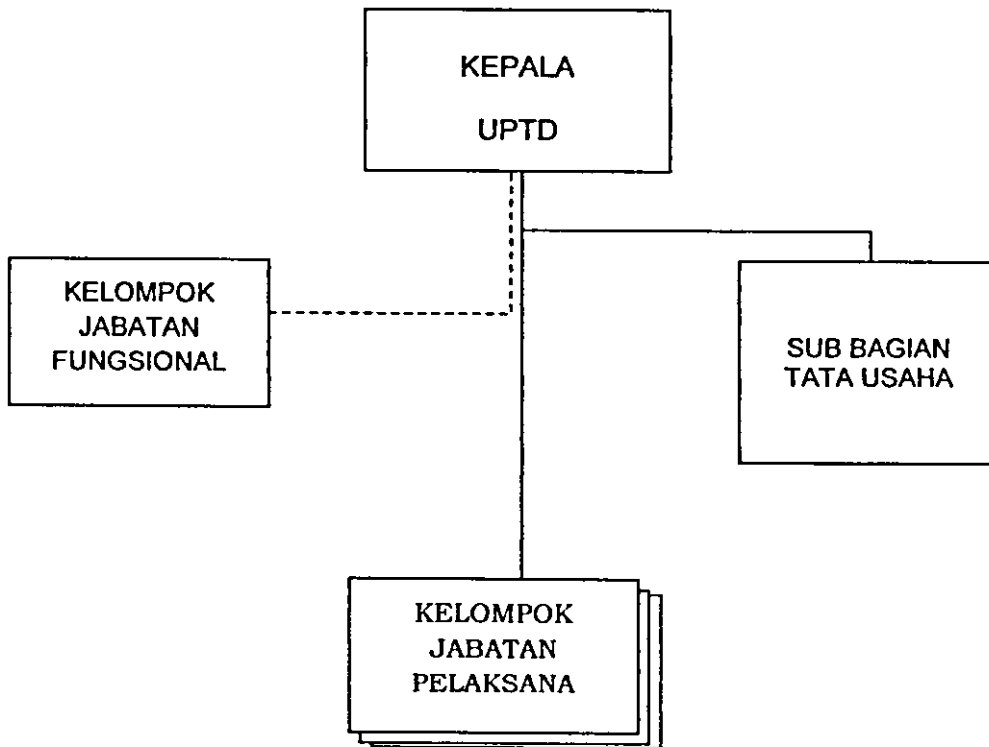 KEPALA
UPTD
KELOMPOK
JABATAN
FUNGSIONAL
SUB BAGIAN
TATA USAHA
KELOMPOK
JABATAN
PELAKSANA